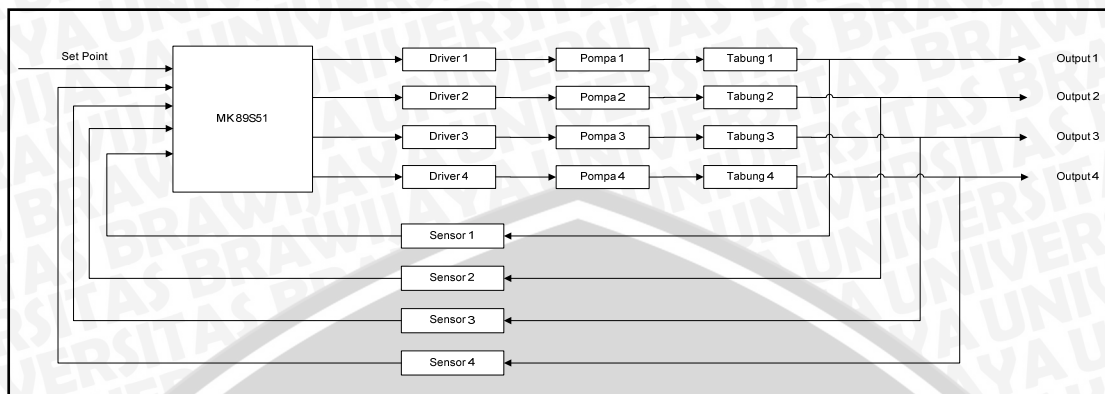 Set Point
MK 89S51
Driver 1
Pompa 1
Tabung 1
Output 1
Driver 2
Pompa 2
Tabung 2
Output 2
Driver 3
Pompa 3
Tabung 3
Output 3
Driver 4
Pompa 4
Tabung 4
Output 4
Sensor 1
Sensor 2
Sensor 3
Sensor 4